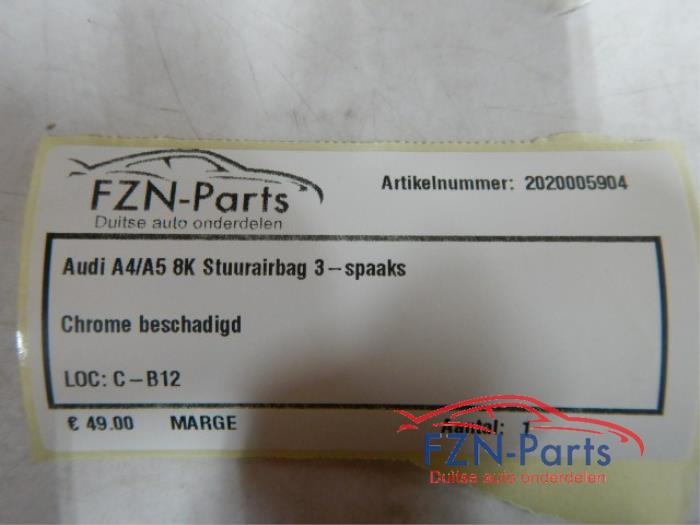 FZN-Parts
Duitse auto onderdelen
Artikelnummer: 2020005904
Audi A4/A5 8K Stuurairbag 3-spaaks
Chrome beschadigd
LOC: C-B12
€ 49.00 MARGE Aantal: 1
FZN-Parts
Duitse auto onderdelen